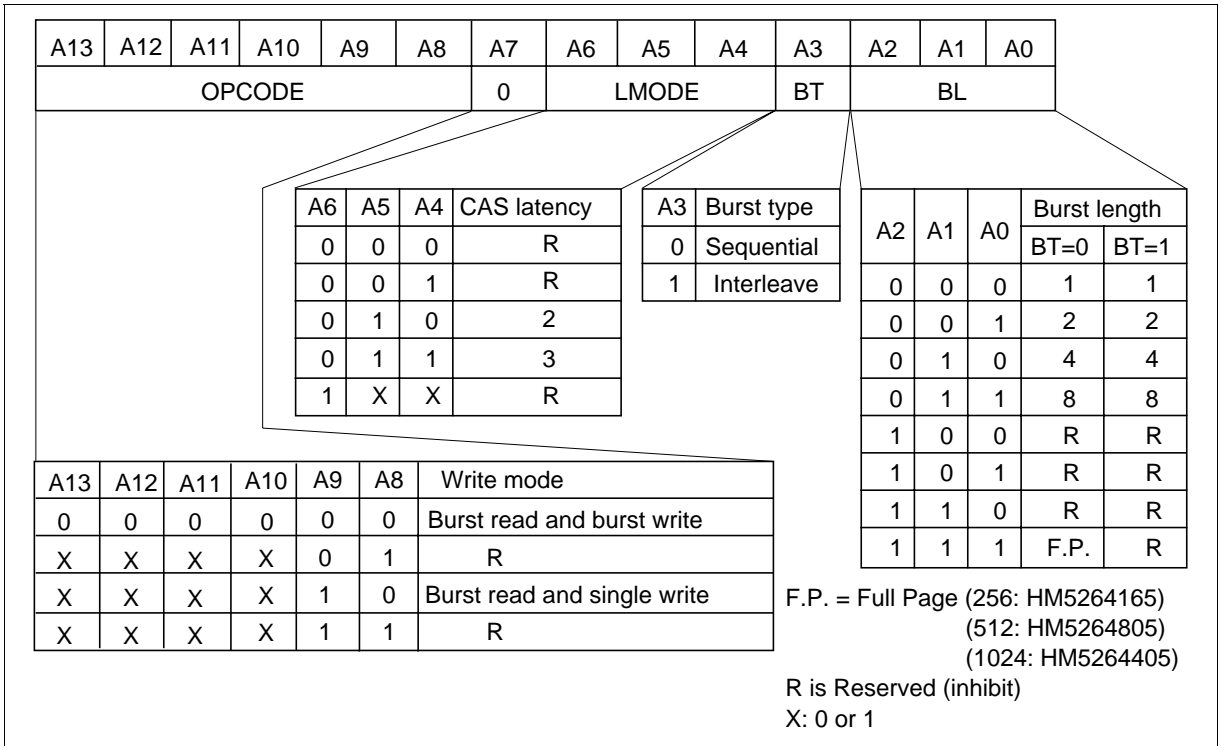 A13 A12 A11 A10 A9 A8 A7 A6 A5 A4 A3 A2 A1 A0
OPCODE 0 LMODE BT BL
A6 A5 A4 CAS latency
0 0 0 R
0 0 1 R
0 1 0 2
0 1 1 3
1 X X R
A3 Burst type
0 Sequential
1 Interleave
A2 A1 A0 Burst length
BT=0 BT=1
0 0 0 1 1
0 0 1 2 2
0 1 0 4 4
0 1 1 8 8
1 0 0 R R
1 0 1 R R
1 1 0 R R
1 1 1 F.P. R
A13 A12 A11 A10 A9 A8 Write mode
0 0 0 0 0 0 Burst read and burst write
X X X X 0 1 R
X X X X 1 0 Burst read and single write
X X X X 1 1 R
F.P. = Full Page (256: HM5264165)
(512: HM5264805)
(1024: HM5264405)
R is Reserved (inhibit)
X: 0 or 1